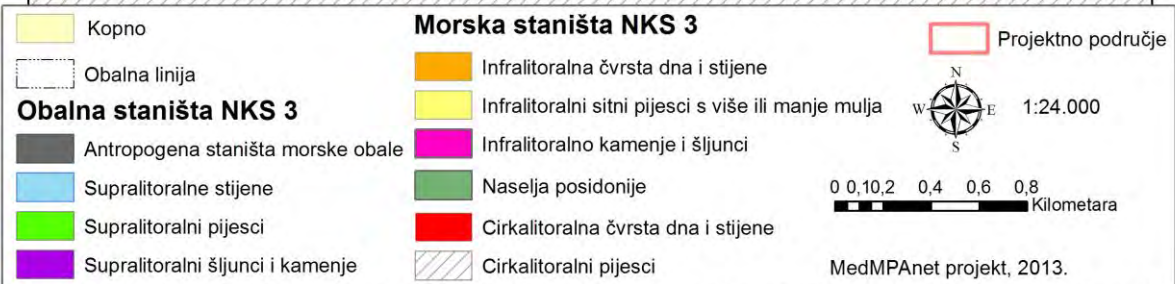 Kopno
Obalna linija
Obalna staništa NKS 3
Antropogena staništa morske obale
Supralitoralne stijene
Supralitoralni pijesci
Supralitoralni šljunci i kamenje
Morska staništa NKS 3
Infralitoralna čvrsta dna i stijene
Infralitoralni sitni pijesci s više ili manje mulja
Infralitoralno kamenje i šljunci
Naselja posidonije
Cirkalitoralna čvrsta dna i stijene
Cirkalitoralni pijesci
Projektno područje
N
W E
S
1:24.000
0 0,10,2 0,4 0,6 0,8
Kilometara
MedMPAnet projekt, 2013.